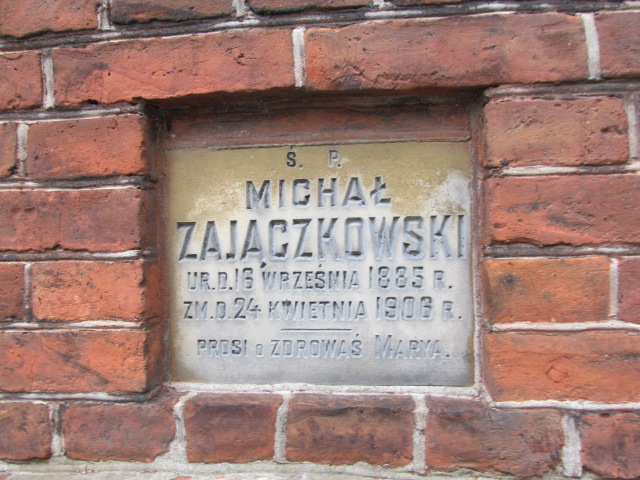 Ś. P.
MICHAŁ
ZAJĄCZKOWSKI
UR.D.16 WRZEŚNIA 1885 R.
ZM.D.24 KWIETNIA 1906 R.
PROSI O ZDROWAŚ MARYA.